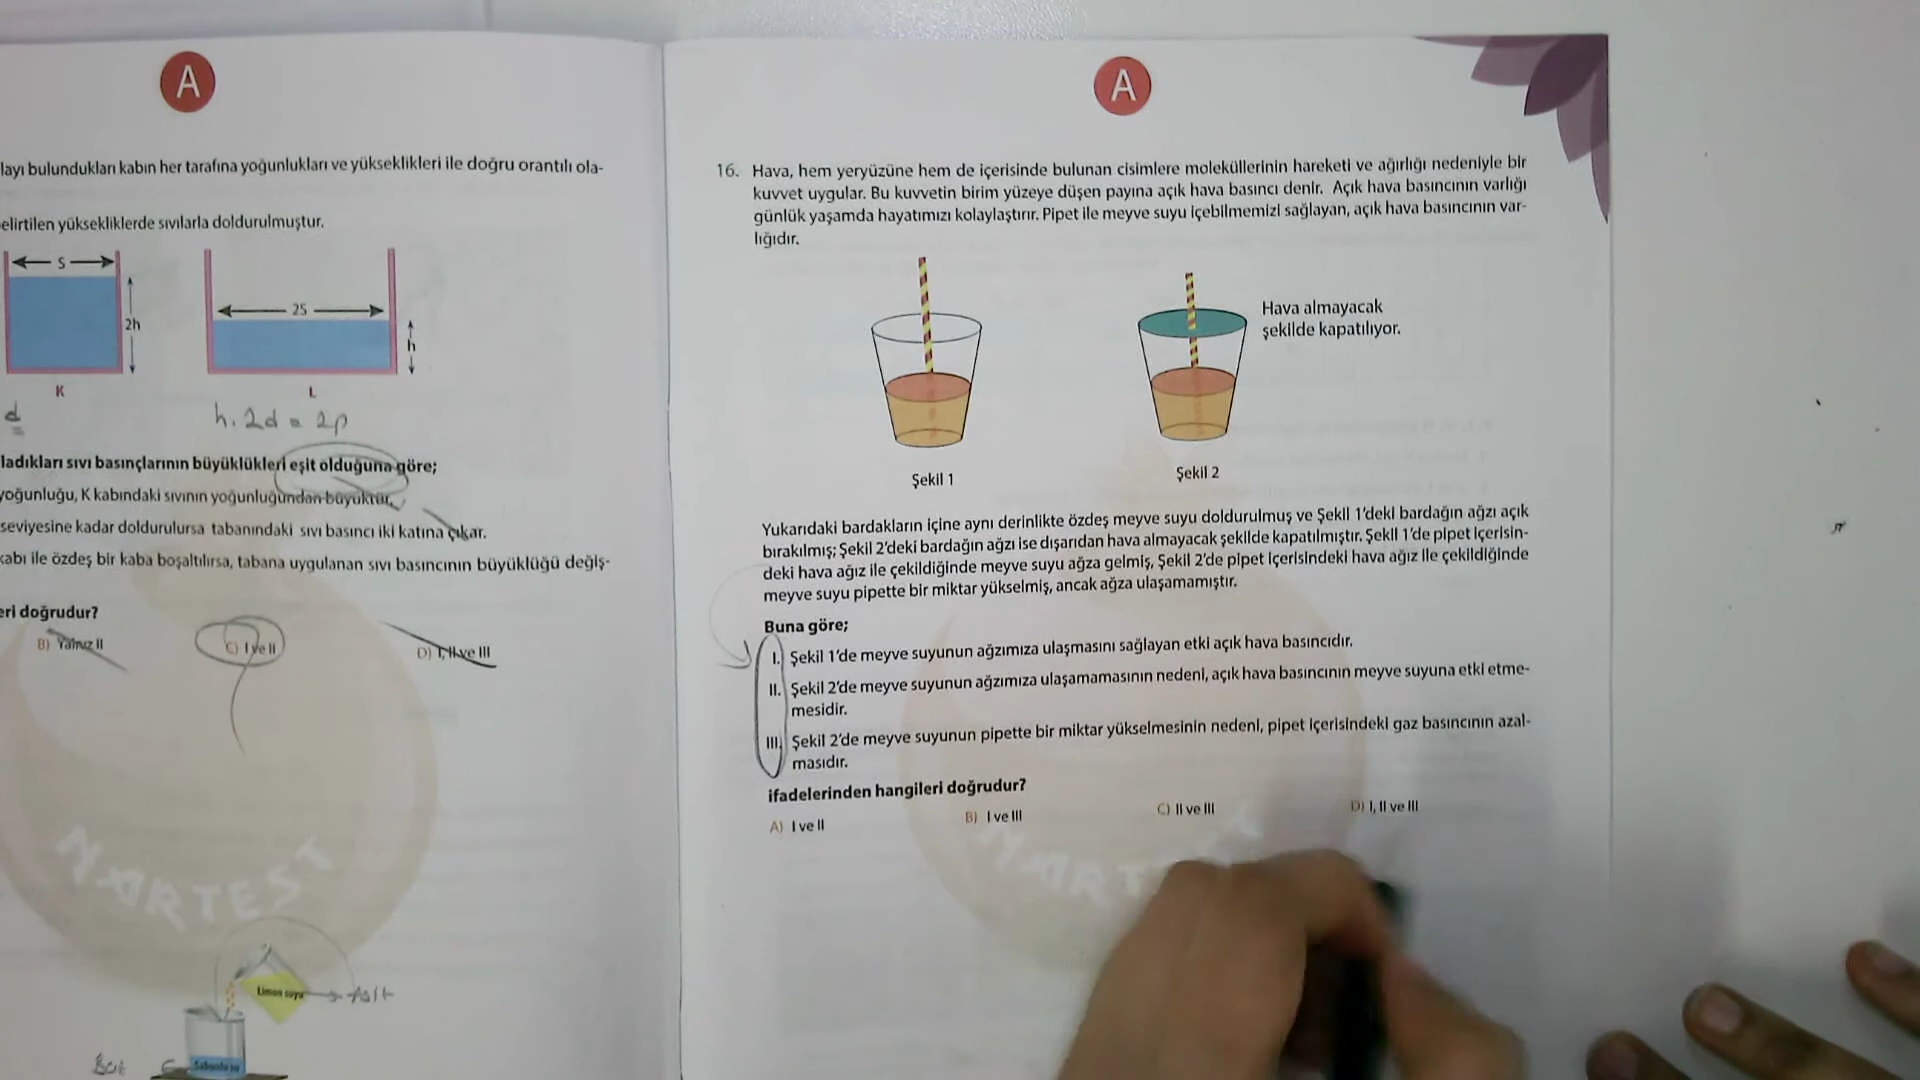 A
layı bulundukları kabın her tarafına yoğunlukları ve yükseklikleri ile doğru orantılı ola-
elirtilen yüksekliklerde sıvılarla doldurulmuştur.
S
2h
K
2S
h
L
d
h. 2d = 2p
ladıkları sıvı basınçlarının büyüklükleri eşit olduğuna göre;
yoğunluğu, K kabındaki sıvının yoğunluğundan büyüktür.
seviyesine kadar doldurulursa tabanındaki sıvı basıncı iki katına çıkar.
kabı ile özdeş bir kaba boşaltılırsa, tabana uygulanan sıvı basıncının büyüklüğü değiş-
eri doğrudur?
B) Yalnız II
C) I ve II
D) I, II ve III
NARTEST
Limon suyu
Asit
Baz
Sabunlu su
A
16. Hava, hem yeryüzüne hem de içerisinde bulunan cisimlere moleküllerinin hareketi ve ağırlığı nedeniyle bir
kuvvet uygular. Bu kuvvetin birim yüzeye düşen payına açık hava basıncı denir. Açık hava basıncının varlığı
günlük yaşamda hayatımızı kolaylaştırır. Pipet ile meyve suyu içebilmemizi sağlayan, açık hava basıncının var-
lığıdır.
Hava almayacak
şekilde kapatılıyor.
Şekil 1
Şekil 2
Yukarıdaki bardakların içine aynı derinlikte özdeş meyve suyu doldurulmuş ve Şekil 1'deki bardağın ağzı açık
bırakılmış; Şekil 2'deki bardağın ağzı ise dışarıdan hava almayacak şekilde kapatılmıştır. Şekil 1'de pipet içerisin-
deki hava ağız ile çekildiğinde meyve suyu ağza gelmiş, Şekil 2'de pipet içerisindeki hava ağız ile çekildiğinde
meyve suyu pipette bir miktar yükselmiş, ancak ağza ulaşamamıştır.
Buna göre;
I. Şekil 1'de meyve suyunun ağzımıza ulaşmasını sağlayan etki açık hava basıncıdır.
II. Şekil 2'de meyve suyunun ağzımıza ulaşamamasının nedeni, açık hava basıncının meyve suyuna etki etme-
mesidir.
III. Şekil 2'de meyve suyunun pipette bir miktar yükselmesinin nedeni, pipet içerisindeki gaz basıncının azal-
masıdır.
ifadelerinden hangileri doğrudur?
A) I ve II
B) I ve III
C) II ve III
D) I, II ve III